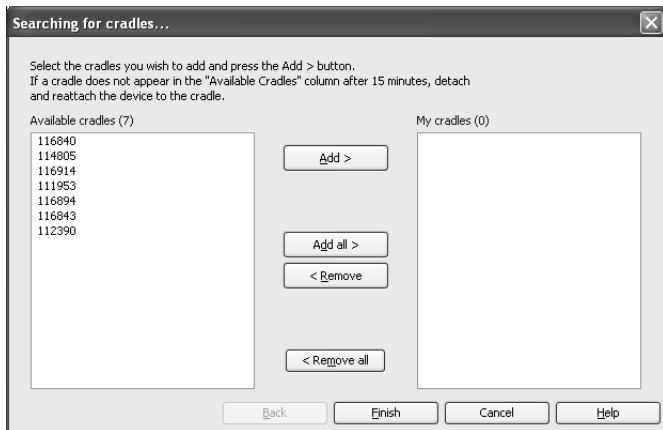 Searching for cradles...
Select the cradles you wish to add and press the Add > button.
If a cradle does not appear in the "Available Cradles" column after 15 minutes, detach
and reattach the device to the cradle.
Available cradles (7)
My cradles (0)
116840
114805
116914
111953
116894
116843
112390
Add >
Add all >
< Remove
< Remove all
Back
Finish
Cancel
Help